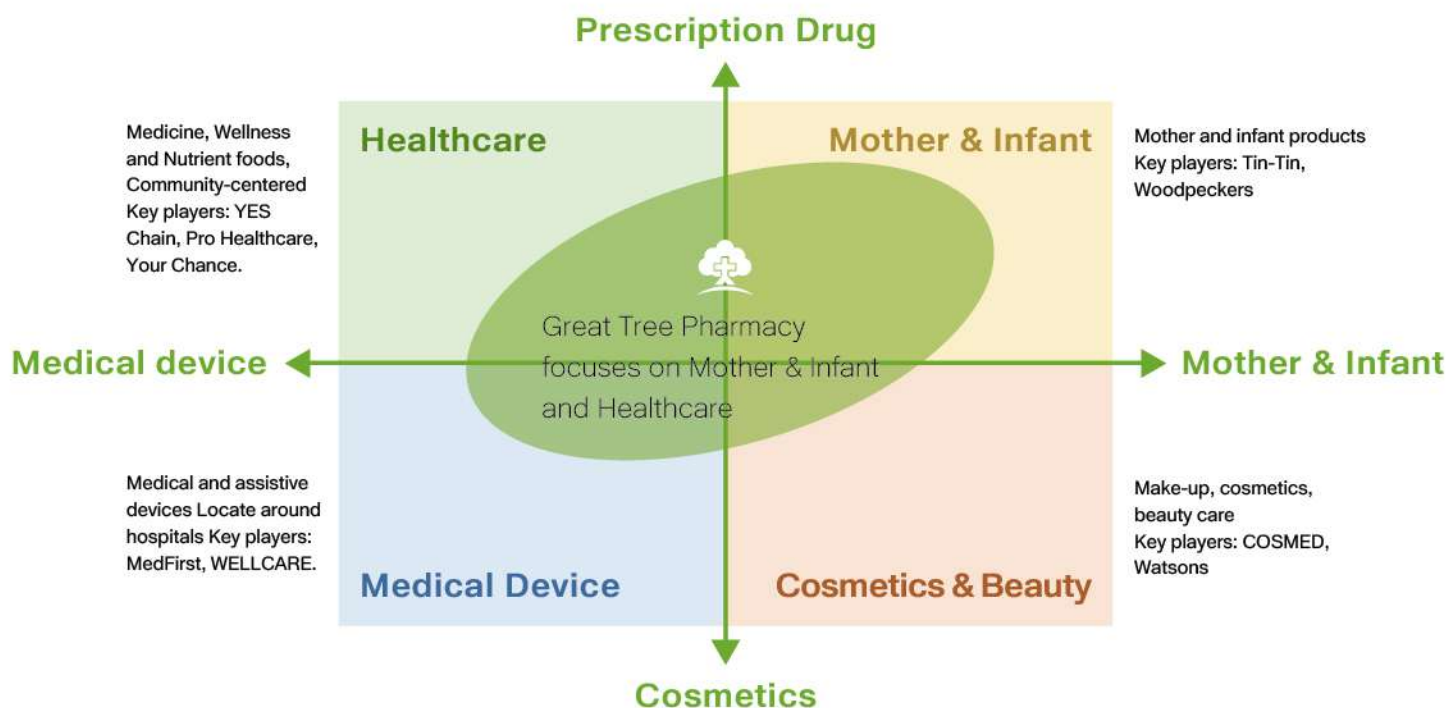 Prescription Drug
Healthcare
Mother & Infant
Medicine, Wellness
and Nutrient foods,
Community-centered
Key players: YES
Chain, Pro Healthcare,
Your Chance.
Mother and infant products
Key players: Tin-Tin,
Woodpeckers
Great Tree Pharmacy
focuses on Mother & Infant
and Healthcare
Medical device
Mother & Infant
Medical and assistive
devices Locate around
hospitals Key players:
MedFirst, WELLCARE.
Make-up, cosmetics,
beauty care
Key players: COSMED,
Watsons
Medical Device
Cosmetics & Beauty
Cosmetics